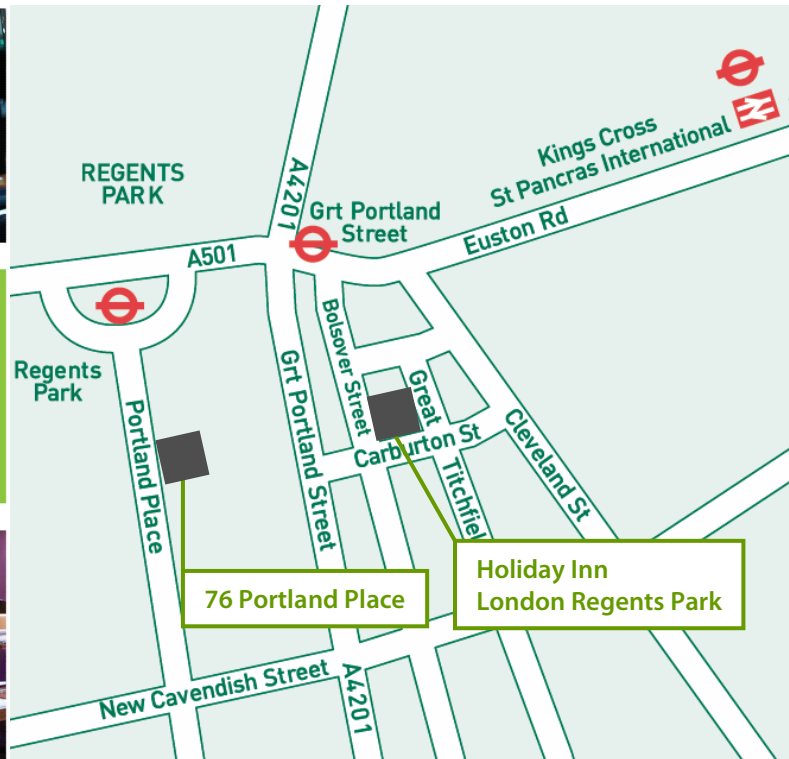 Kings Cross
St Pancras International
REGENTS
PARK
A4201
Grt Portland
Street
Euston Rd
A501
Bolsover Street
Regents
Park
Grt Portland Street
Great
Titchfiel
Portland Place
Carburton St
Cleveland St
Holiday Inn
London Regents Park
76 Portland Place
New Cavendish Street
A4201